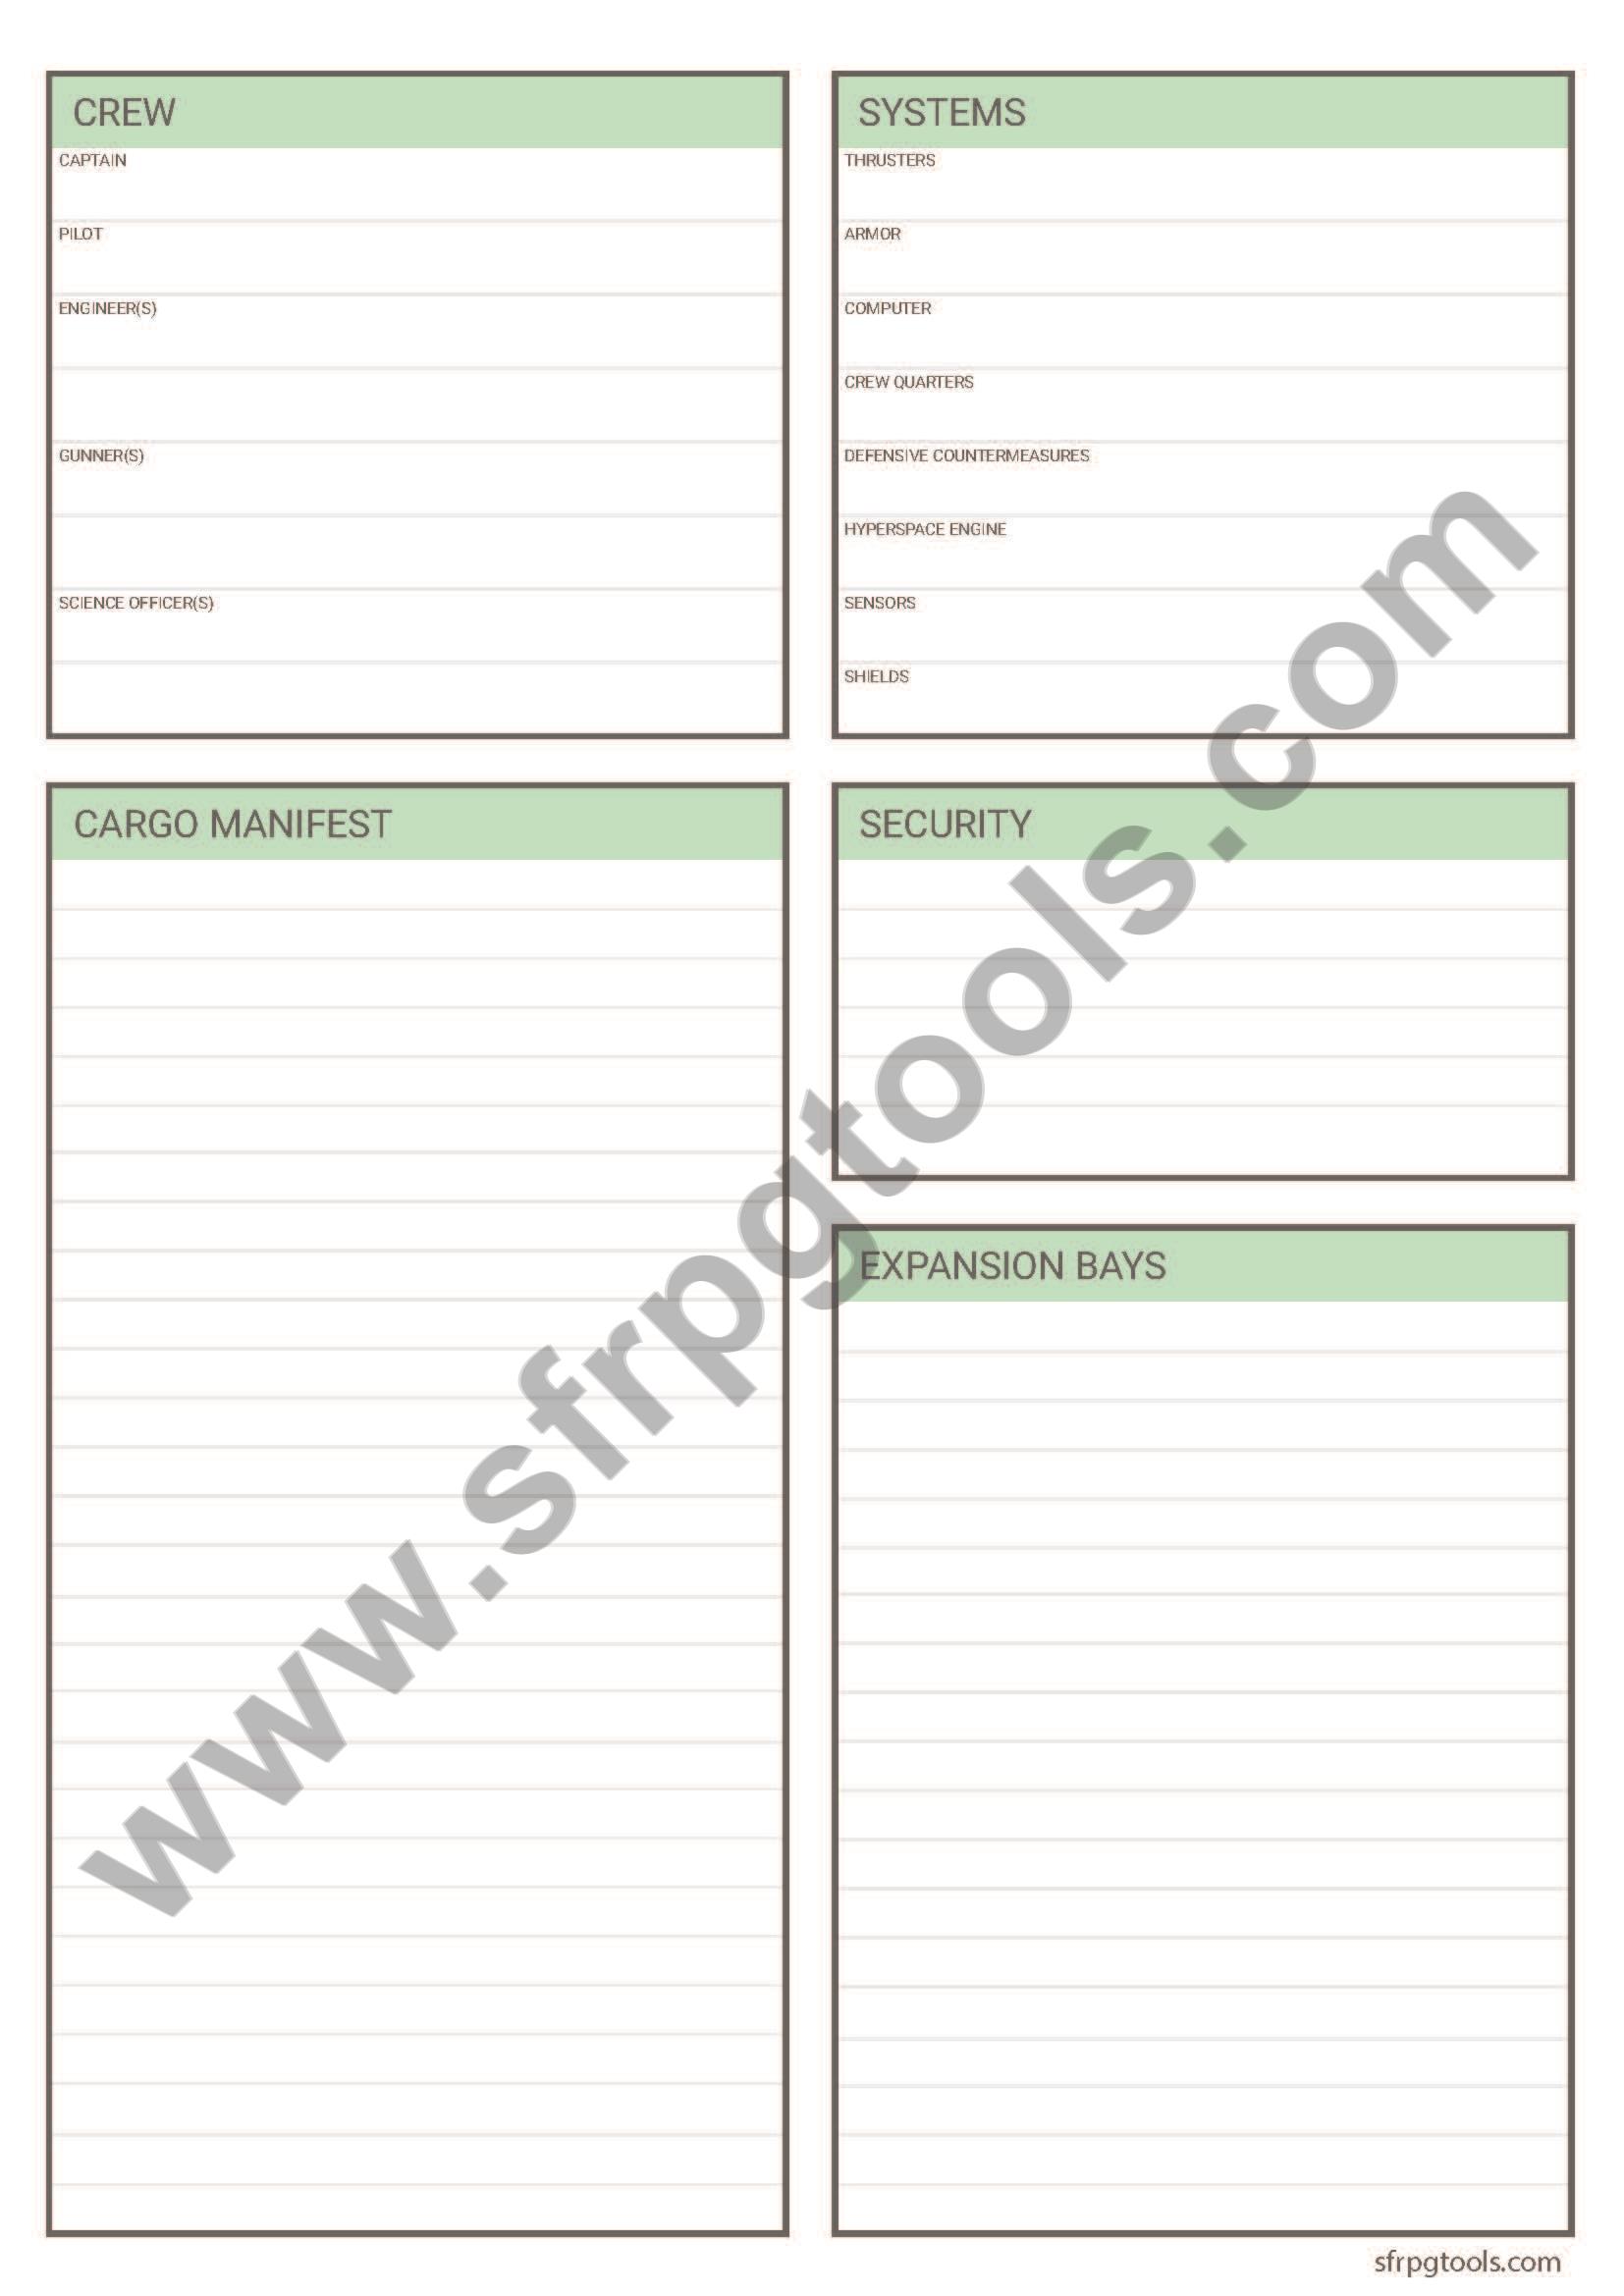 CREW
CAPTAIN
PILOT
ENGINEER(S)
GUNNER(S)
SCIENCE OFFICER(S)
SYSTEMS
THRUSTERS
ARMOR
COMPUTER
CREW QUARTERS
DEFENSIVE COUNTERMEASURES
HYPERSPACE ENGINE
SENSORS
SHIELDS
CARGO MANIFEST
SECURITY
EXPANSION BAYS
www.sfrpgtools.com
sfrpgtools.com